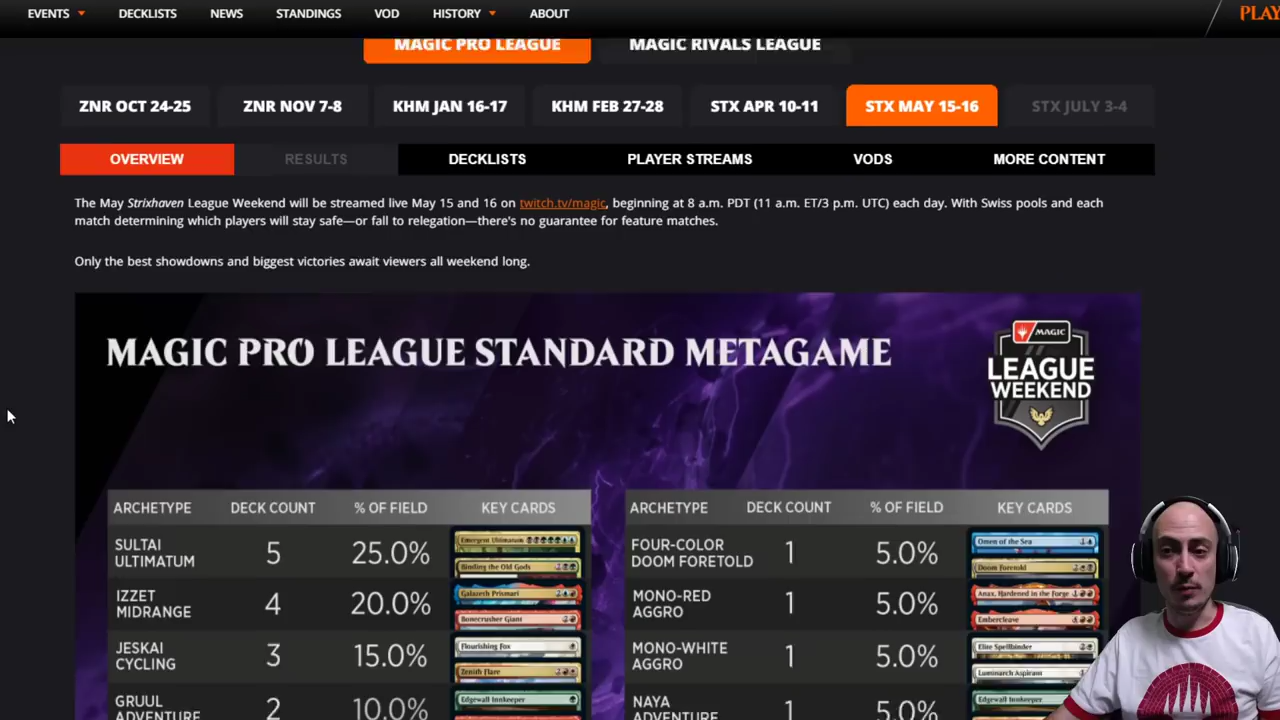 EVENTS
DECKLISTS
NEWS
STANDINGS
VOD
HISTORY
ABOUT
MAGIC PRO LEAGUE
MAGIC RIVALS LEAGUE
ZNR OCT 24-25
ZNR NOV 7-8
KHM JAN 16-17
KHM FEB 27-28
STX APR 10-11
STX MAY 15-16
STX JULY 3-4
OVERVIEW
RESULTS
DECKLISTS
PLAYER STREAMS
VODS
MORE CONTENT
The May Strixhaven League Weekend will be streamed live May 15 and 16 on twitch.tv/magic, beginning at 8 a.m. PDT (11 a.m. ET/3 p.m. UTC) each day. With Swiss pools and each
match determining which players will stay safe—or fall to relegation—there's no guarantee for feature matches.
Only the best showdowns and biggest victories await viewers all weekend long.
MAGIC PRO LEAGUE STANDARD METAGAME
MAGIC
LEAGUE
WEEKEND
ARCHETYPE DECK COUNT % OF FIELD KEY CARDS
SULTAI
ULTIMATUM
5 25.0%
Emergent Ultimatum
Binding the Old Gods
IZZET
MIDRANGE
4 20.0%
Galazeth Prismari
Bonecrusher Giant
JESKAI
CYCLING
3 15.0%
Flourishing Fox
Zenith Flare
GRUUL
ADVENTURE
2 10.0%
Edgewall Innkeeper
ARCHETYPE DECK COUNT % OF FIELD KEY CARDS
FOUR-COLOR
DOOM FORETOLD
1 5.0%
Omen of the Sea
Doom Foretold
MONO-RED
AGGRO
1 5.0%
Anax, Hardened in the Forge
Embercleave
MONO-WHITE
AGGRO
1 5.0%
Elite Spellbinder
Luminarch Aspirant
NAYA
ADVENTURE
1 5.0%
Edgewall Innkeeper